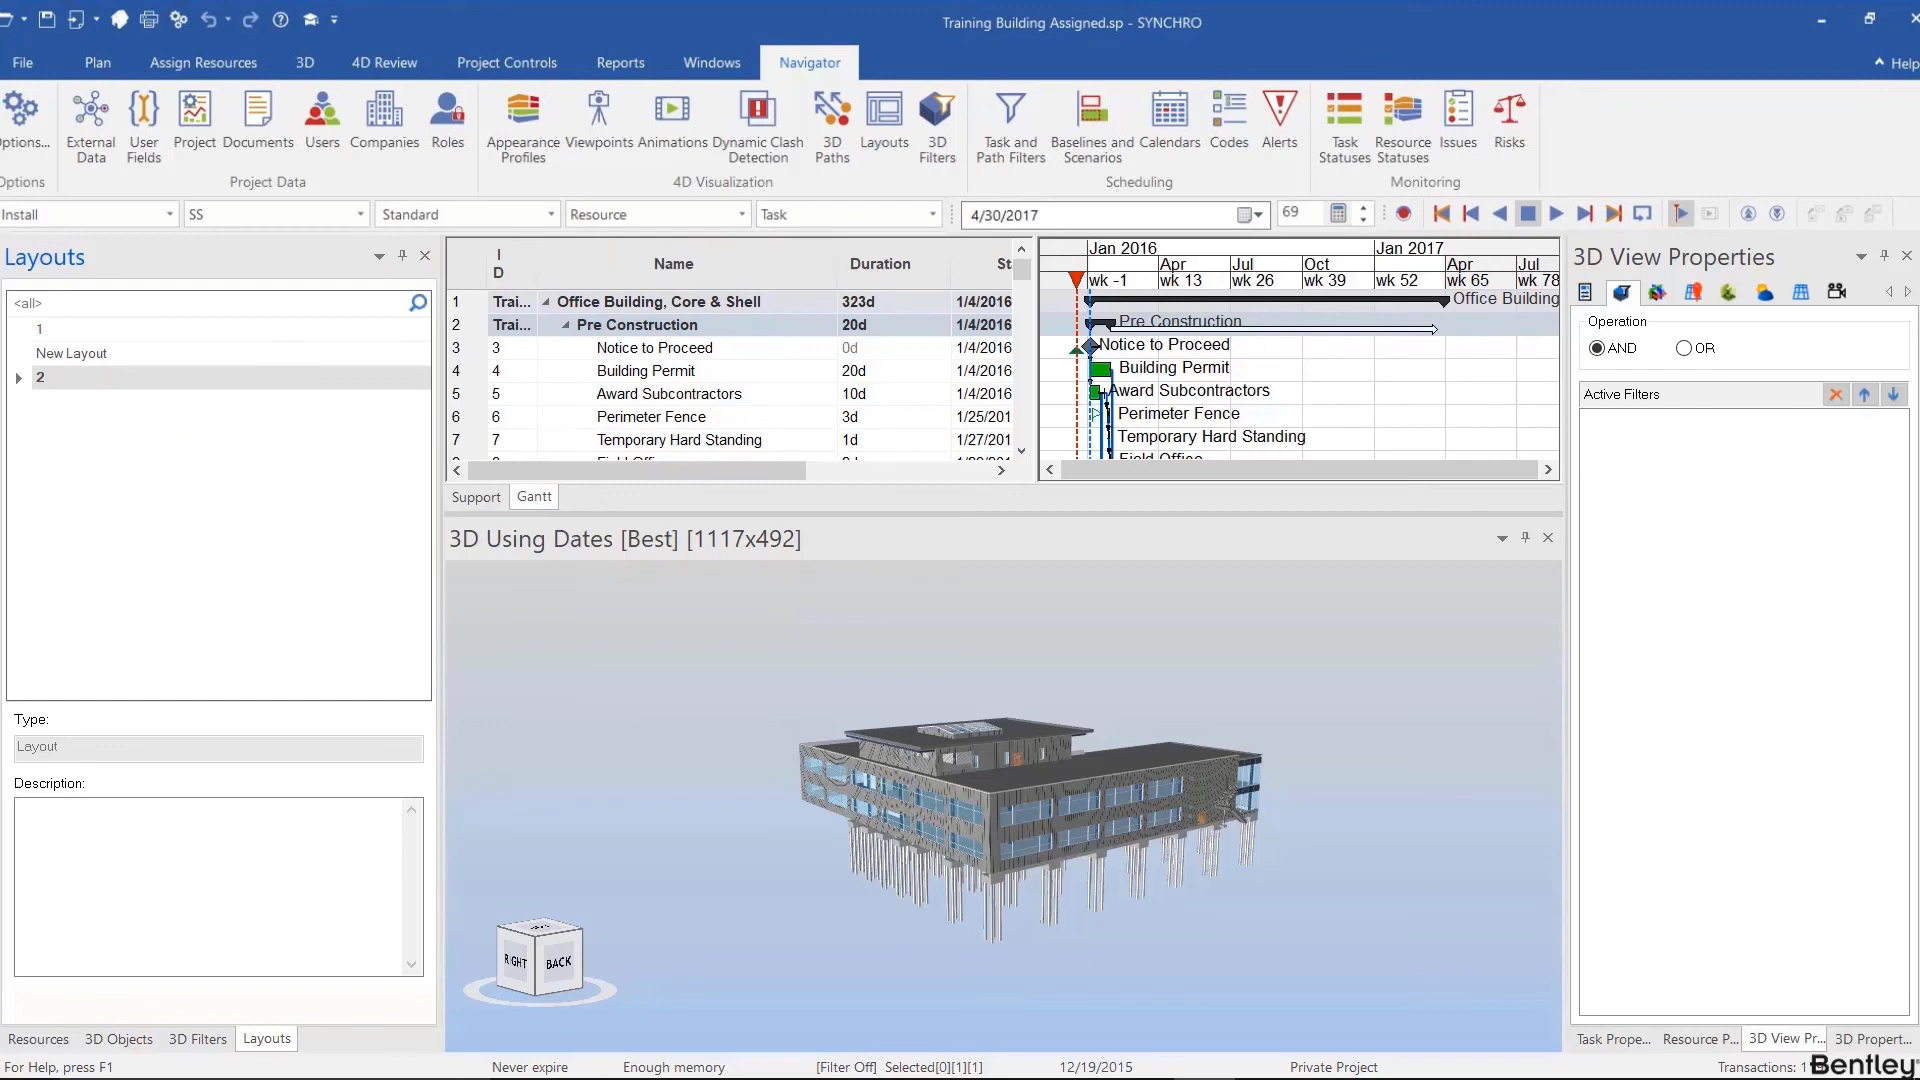 Training Building Assigned.sp - SYNCHRO
File Plan Assign Resources 3D 4D Review Project Controls Reports Windows Navigator Help
Options... External Data User Fields Project Documents Users Companies Roles
Appearance Profiles Viewpoints Animations Dynamic Clash Detection 3D Paths Layouts 3D Filters
Task and Path Filters Baselines and Scenarios Calendars Codes Alerts
Task Statuses Resource Statuses Issues Risks
Options Project Data 4D Visualization Scheduling Monitoring
Install SS Standard Resource Task 4/30/2017 69
Layouts
<all>
1
New Layout
2
Type:
Layout
Description:
Resources 3D Objects 3D Filters Layouts
ID Name Duration St
1 Trai... Office Building, Core & Shell 323d 1/4/2016
2 Trai... Pre Construction 20d 1/4/2016
3 3 Notice to Proceed 0d 1/4/2016
4 4 Building Permit 20d 1/4/2016
5 5 Award Subcontractors 10d 1/4/2016
6 6 Perimeter Fence 3d 1/25/201
7 7 Temporary Hard Standing 1d 1/27/201
Support Gantt
Jan 2016 Jan 2017
Apr Jul Oct Apr Jul
wk -1 wk 13 wk 26 wk 39 wk 52 wk 65 wk 78
Office Building
Pre Construction
Notice to Proceed
Building Permit
Award Subcontractors
Perimeter Fence
Temporary Hard Standing
Field Office
3D Using Dates [Best] [1117x492]
RIGHT BACK
3D View Properties
Operation
AND OR
Active Filters
Task Prope... Resource P... 3D View Pr... 3D Propert...
For Help, press F1 Never expire Enough memory [Filter Off] Selected[0][1][1] 12/19/2015 Private Project Transactions:
Bentley